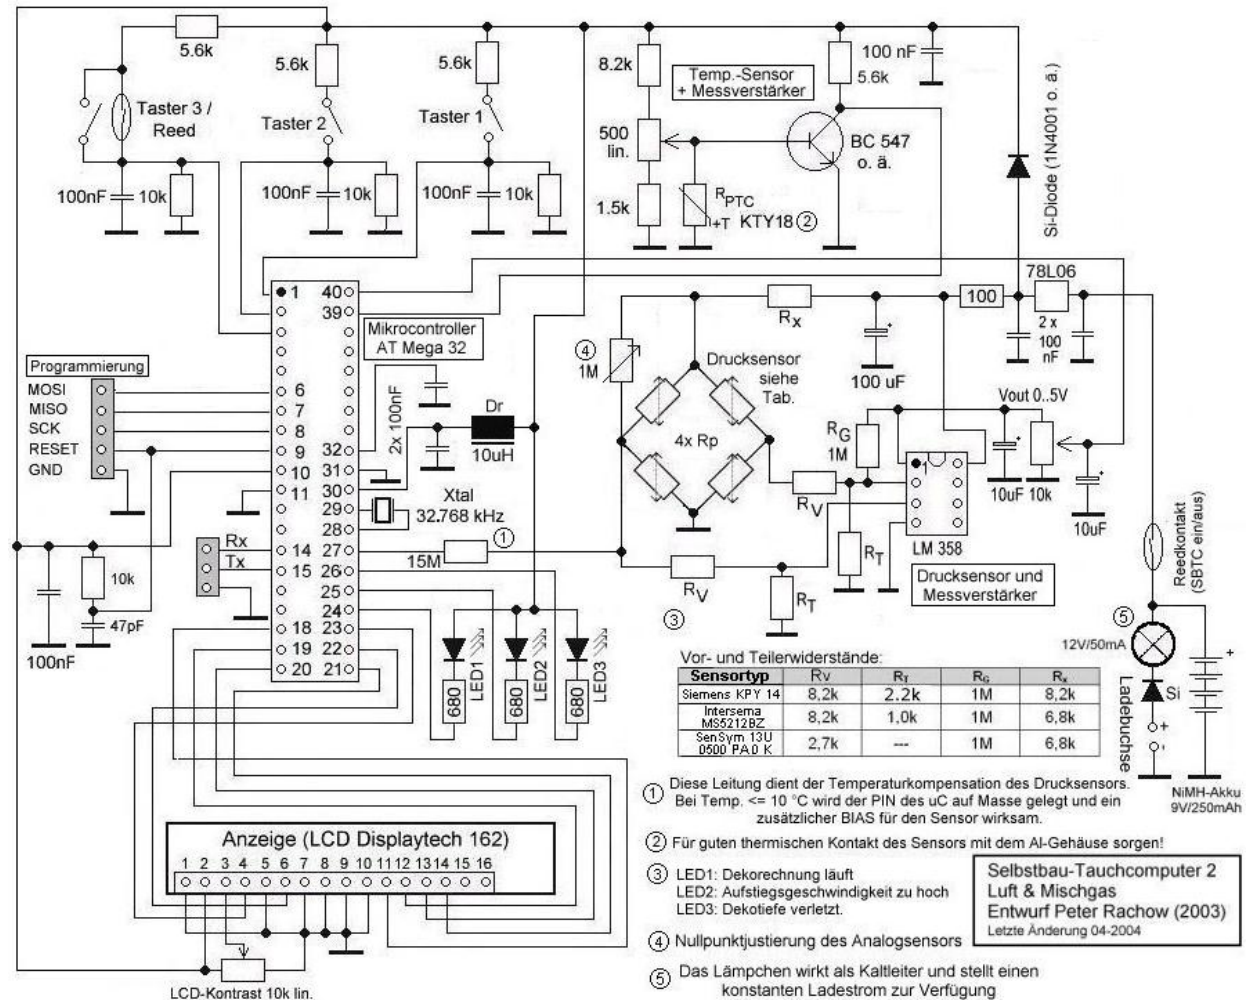 5.6k
5.6k
5.6k
8.2k
100 nF
5.6k
Temp.-Sensor
+ Messverstärker
Taster 3 /
Reed
Taster 2
Taster 1
500
lin.
BC 547
o. ä.
Si-Diode (1N4001 o. ä.)
100nF
10k
100nF
10k
100nF
10k
1.5k
RPTC
+T
KTY18
2
78L06
1
40
39
Mikrocontroller
AT Mega 32
100
Rx
2 x
100
nF
4
1M
Drucksensor
siehe
Tab.
100 uF
Programmierung
MOSI
MISO
SCK
RESET
GND
6
7
8
9
10
11
32
31
30
29
28
2x 100nF
Dr
10uH
Vout 0..5V
RG
1M
4x Rp
1
10uF
10k
10uF
Xtal
32.768 kHz
RV
LM 358
RT
Reedkontakt
(SBTC ein/aus)
Rx
Tx
14
15
27
26
25
24
15M
1
RV
RT
Drucksensor und
Messverstärker
10k
47pF
100nF
18
19
20
23
22
21
3
5
12V/50mA
+
680
LED1
680
LED2
680
LED3
Vor- und Teilerwiderstände:
Sensortyp RV RT RG Rx
Siemens KPY 14 8,2k 2.2k 1M 8,2k
Intersema
MS5212BZ 8,2k 1,0k 1M 6,8k
SenSym 13U
0500 PA0 K 2,7k --- 1M 6,8k
Si
+
-
Ladebuchse
NiMH-Akku
9V/250mAh
1 Diese Leitung dient der Temperaturkompensation des Drucksensors.
Bei Temp. <= 10 °C wird der PIN des uC auf Masse gelegt und ein
zusätzlicher BIAS für den Sensor wirksam.
2 Für guten thermischen Kontakt des Sensors mit dem Al-Gehäuse sorgen!
3 LED1: Dekorechnung läuft
LED2: Aufstiegsgeschwindigkeit zu hoch
LED3: Dekotiefe verletzt.
4 Nullpunktjustierung des Analogsensors
5 Das Lämpchen wirkt als Kaltleiter und stellt einen
konstanten Ladestrom zur Verfügung
Anzeige (LCD Displaytech 162)
1 2 3 4 5 6 7 8 9 10 11 12 13 14 15 16
LCD-Kontrast 10k lin.
Selbstbau-Tauchcomputer 2
Luft & Mischgas
Entwurf Peter Rachow (2003)
Letzte Änderung 04-2004